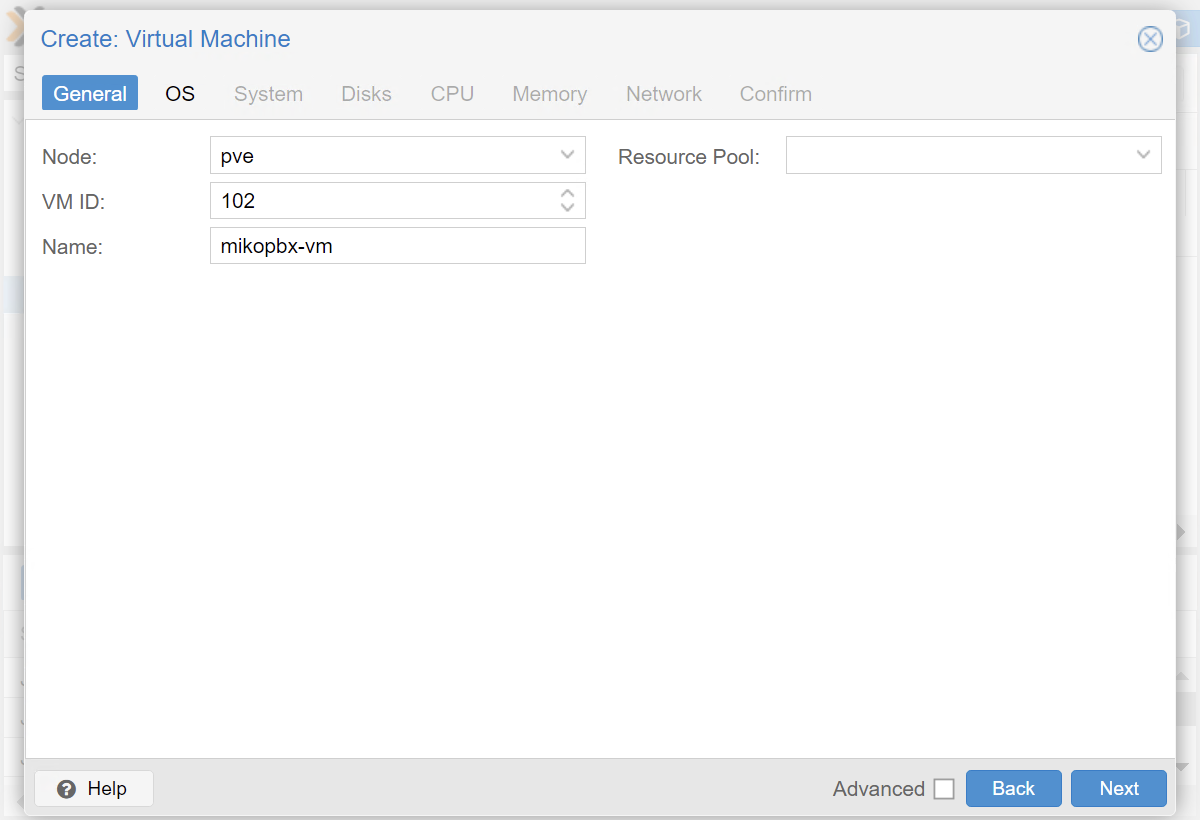 Create: Virtual Machine
General OS System Disks CPU Memory Network Confirm
Node: pve Resource Pool:
VM ID: 102
Name: mikopbx-vm
Help Advanced Back Next